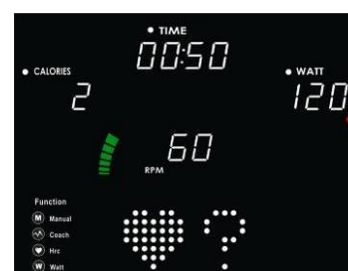 TIME
00:50
CALORIES
2
WATT
120
60
RPM
?
Function
M Manual
Coach
Hrc
W Watt